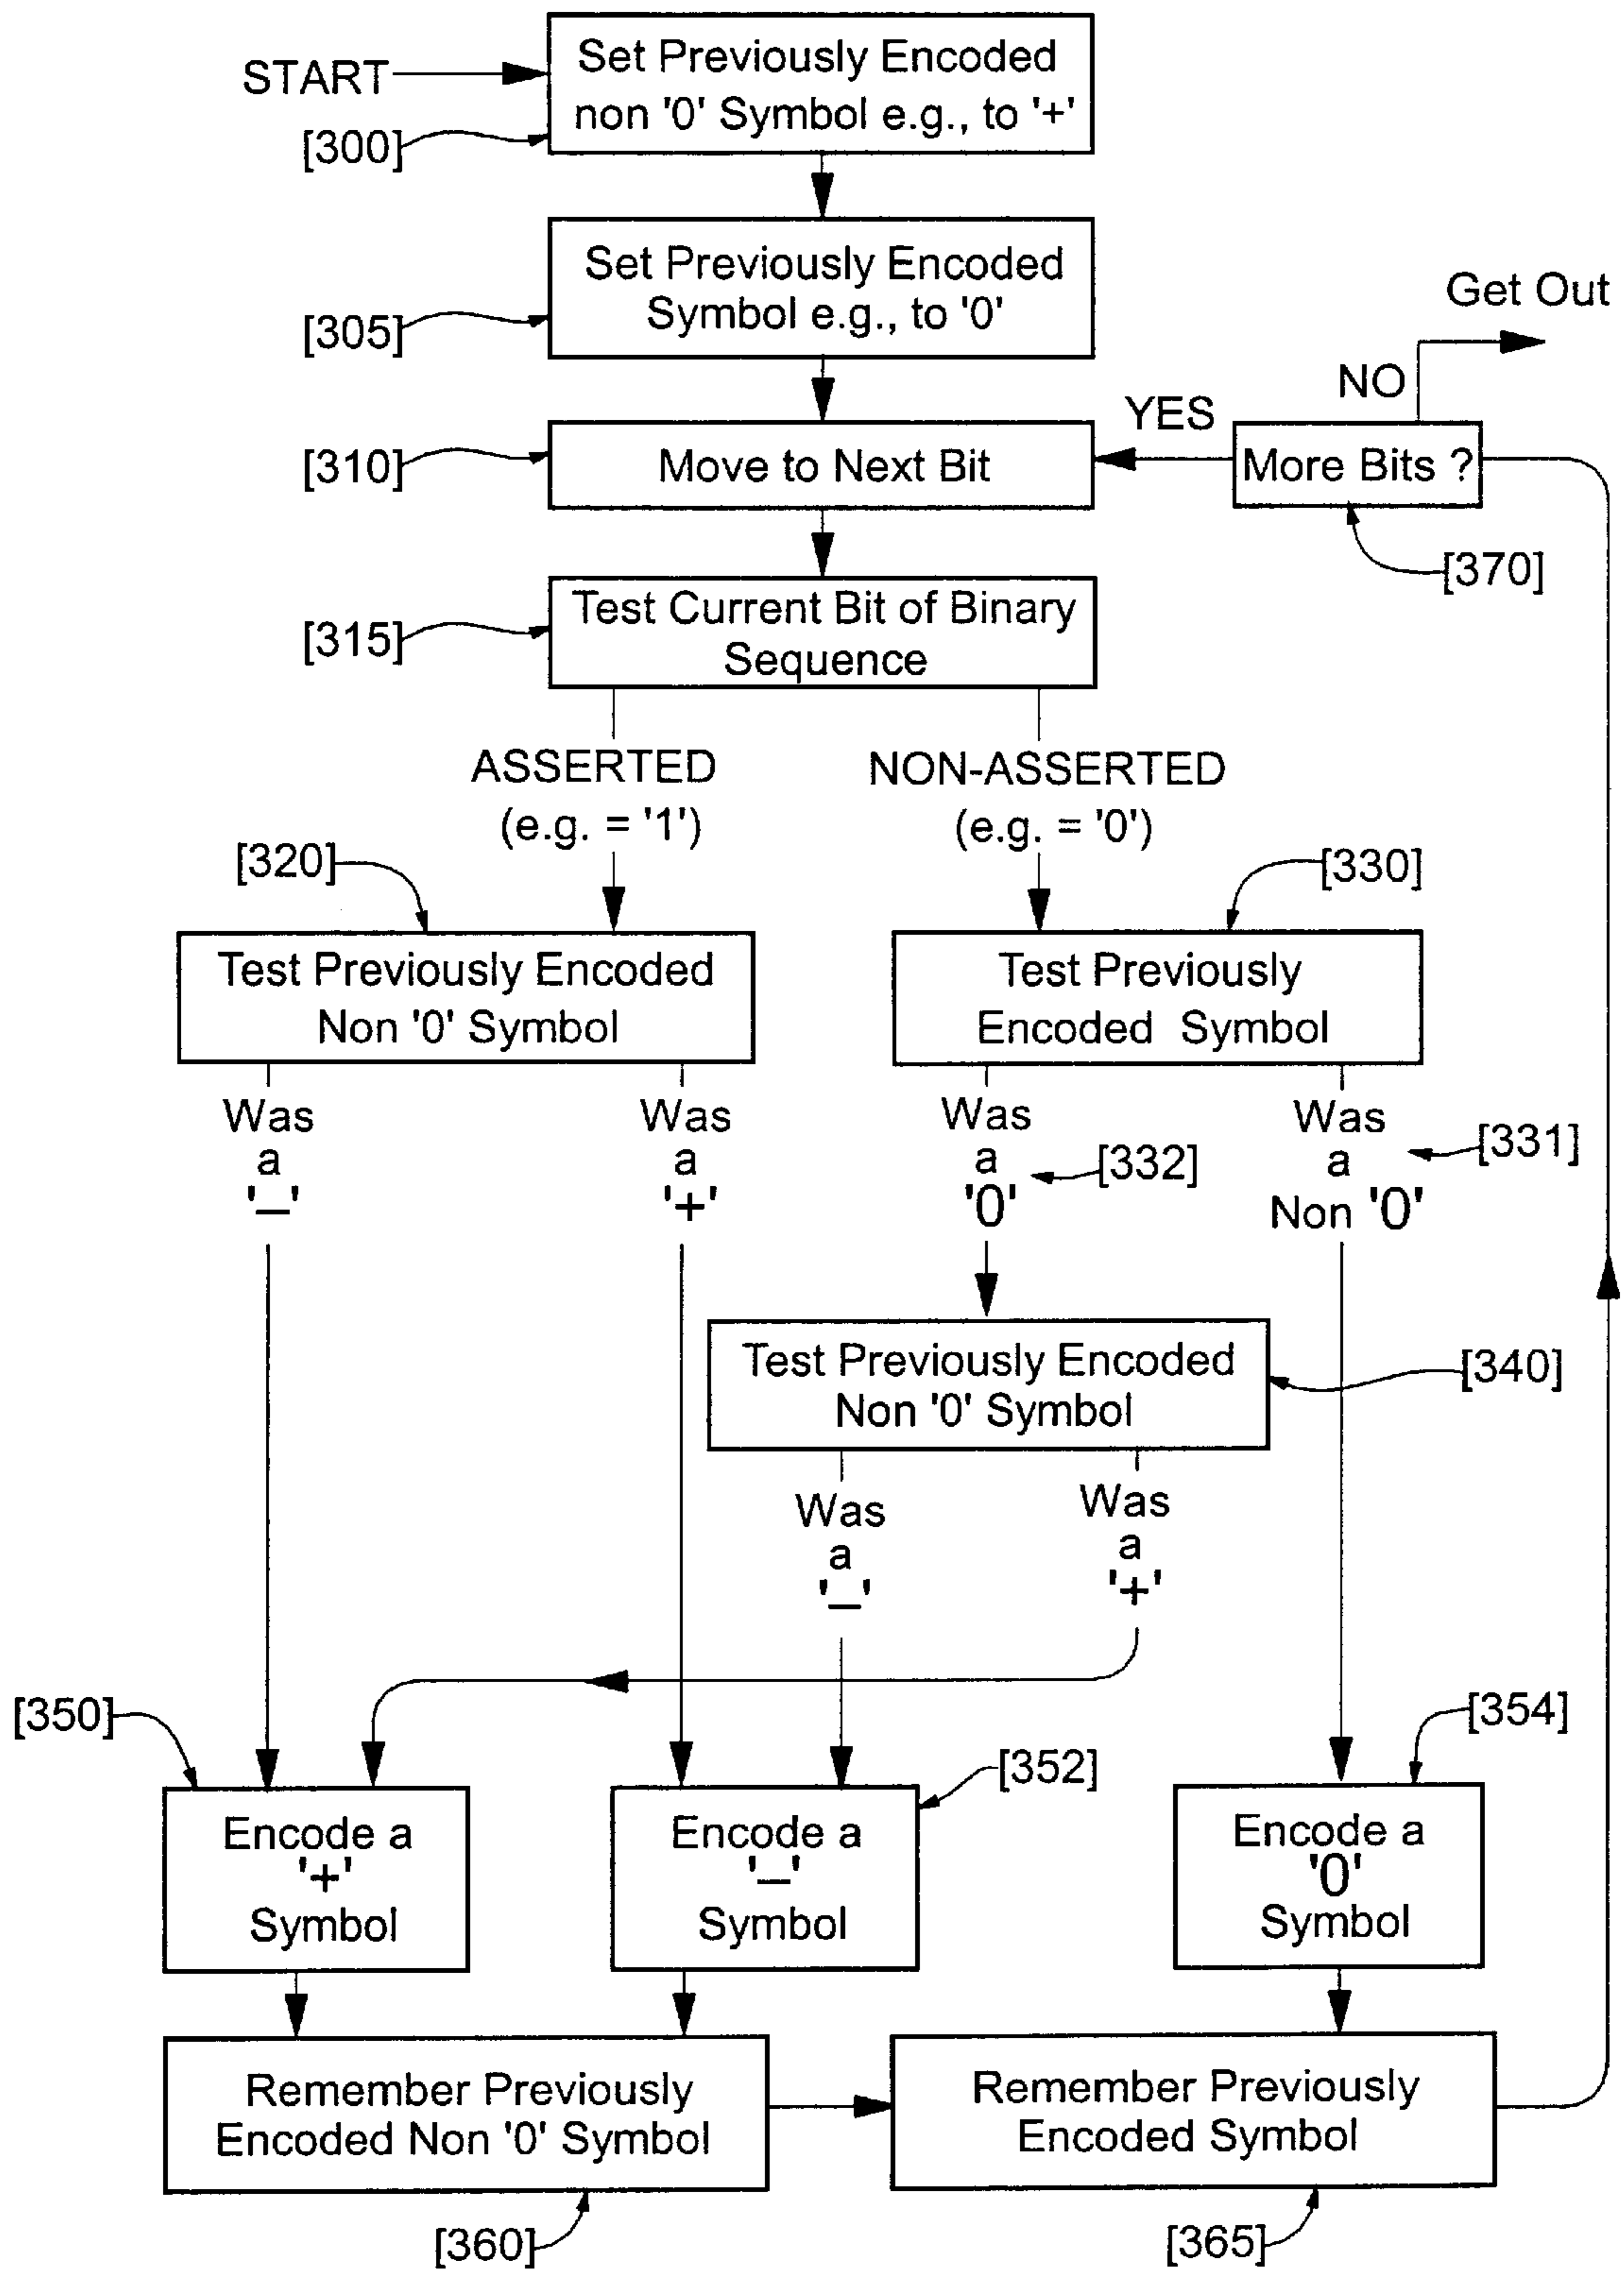 START
Set Previously Encoded
non '0' Symbol e.g., to '+'
[300]
Set Previously Encoded
Symbol e.g., to '0'
[305]
Get Out
NO
YES
[310]
Move to Next Bit
More Bits ?
[370]
Test Current Bit of Binary
Sequence
[315]
ASSERTED
(e.g. = '1')
NON-ASSERTED
(e.g. = '0')
[320]
[330]
Test Previously Encoded
Non '0' Symbol
Test Previously
Encoded Symbol
Was
a
'–'
Was
a
'+'
Was
a
'0'
[332]
Was
a
Non '0'
[331]
Test Previously Encoded
Non '0' Symbol
[340]
Was
a
'–'
Was
a
'+'
[350]
[352]
[354]
Encode a
'+'
Symbol
Encode a
'–'
Symbol
Encode a
'0'
Symbol
Remember Previously
Encoded Non '0' Symbol
Remember Previously
Encoded Symbol
[360]
[365]